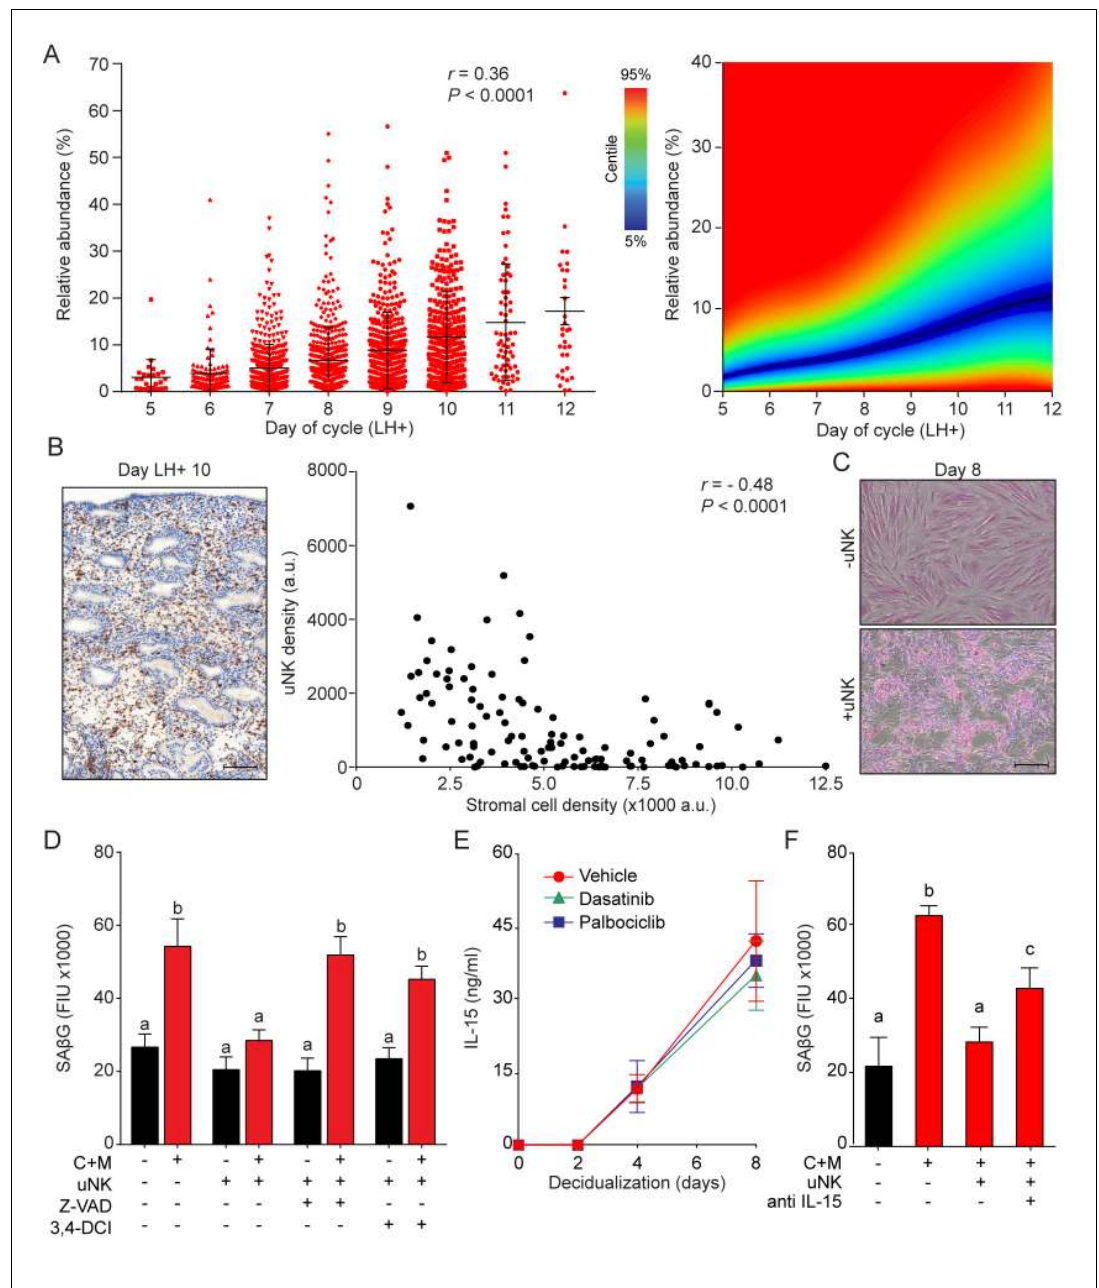 A
r = 0.36
P < 0.0001
Relative abundance (%)
70
60
50
40
30
20
10
0
5 6 7 8 9 10 11 12
Day of cycle (LH+)
95%
Centile
5%
Relative abundance (%)
40
30
20
10
0
5 6 7 8 9 10 11 12
Day of cycle (LH+)
B
Day LH+ 10
r = - 0.48
P < 0.0001
uNK density (a.u.)
8000
6000
4000
2000
0
0 2.5 5.0 7.5 10.0 12.5
Stromal cell density (x1000 a.u.)
C
Day 8
-uNK
+uNK
D
SAβG (FIU x1000)
80
60
40
20
0
a b a a a b a b
C+M - + - + - + - +
uNK - - + + + + + +
Z-VAD - - - - + + - -
3,4-DCI - - - - - - + +
E
IL-15 (ng/ml)
60
45
30
15
0
Vehicle
Dasatinib
Palbociclib
0 2 4 6 8
Decidualization (days)
F
SAβG (FIU x1000)
80
60
40
20
0
a b a c
C+M - + + +
uNK - - + +
anti IL-15 - - - +